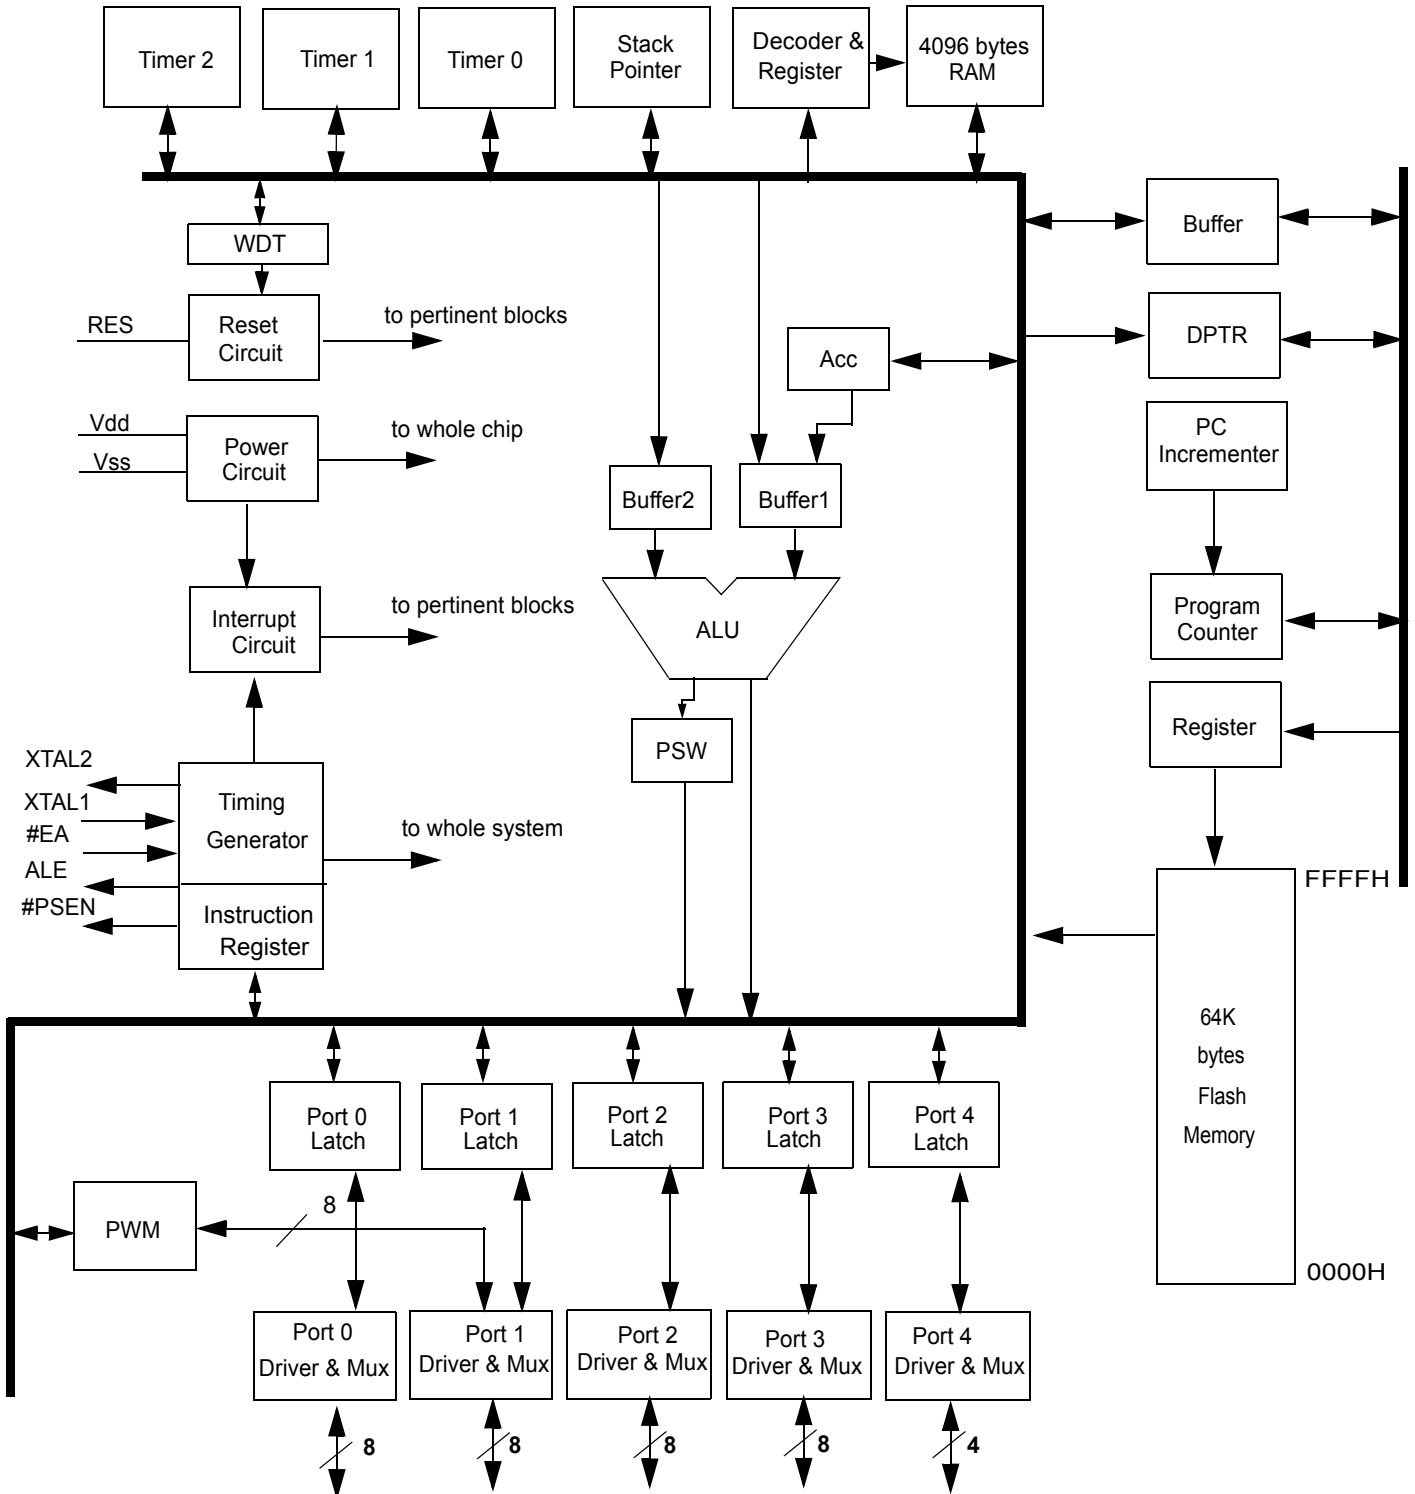 Timer 2
Timer 1
Timer 0
Stack
Pointer
Decoder &
Register
4096 bytes
RAM
WDT
Buffer
RES
Reset
Circuit
to pertinent blocks
DPTR
Acc
Vdd
Vss
Power
Circuit
to whole chip
PC
Incrementer
Buffer2
Buffer1
Interrupt
Circuit
to pertinent blocks
ALU
Program
Counter
PSW
Register
XTAL2
XTAL1
#EA
ALE
#PSEN
Timing
Generator
to whole system
Instruction
Register
FFFFH
64K
bytes
Flash
Memory
0000H
Port 0
Latch
Port 1
Latch
Port 2
Latch
Port 3
Latch
Port 4
Latch
PWM
8
Port 0
Driver & Mux
Port 1
Driver & Mux
Port 2
Driver & Mux
Port 3
Driver & Mux
Port 4
Driver & Mux
8
8
8
8
4